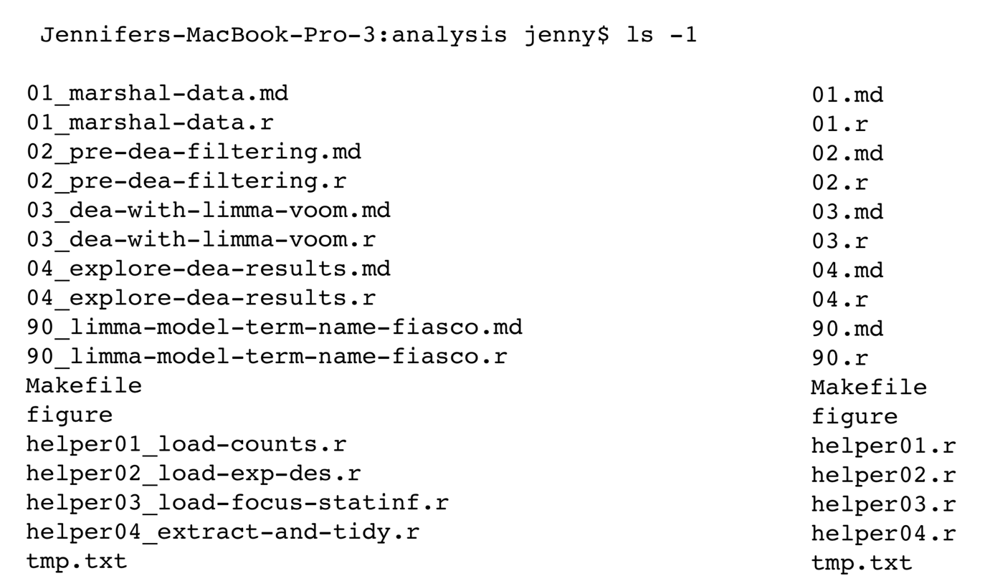 Jennifers-MacBook-Pro-3:analysis jenny$ ls -1
01_marshal-data.md
01_marshal-data.r
02_pre-dea-filtering.md
02_pre-dea-filtering.r
03_dea-with-limma-voom.md
03_dea-with-limma-voom.r
04_explore-dea-results.md
04_explore-dea-results.r
90_limma-model-term-name-fiasco.md
90_limma-model-term-name-fiasco.r
Makefile
figure
helper01_load-counts.r
helper02_load-exp-des.r
helper03_load-focus-statinf.r
helper04_extract-and-tidy.r
tmp.txt
01.md
01.r
02.md
02.r
03.md
03.r
04.md
04.r
90.md
90.r
Makefile
figure
helper01.r
helper02.r
helper03.r
helper04.r
tmp.txt